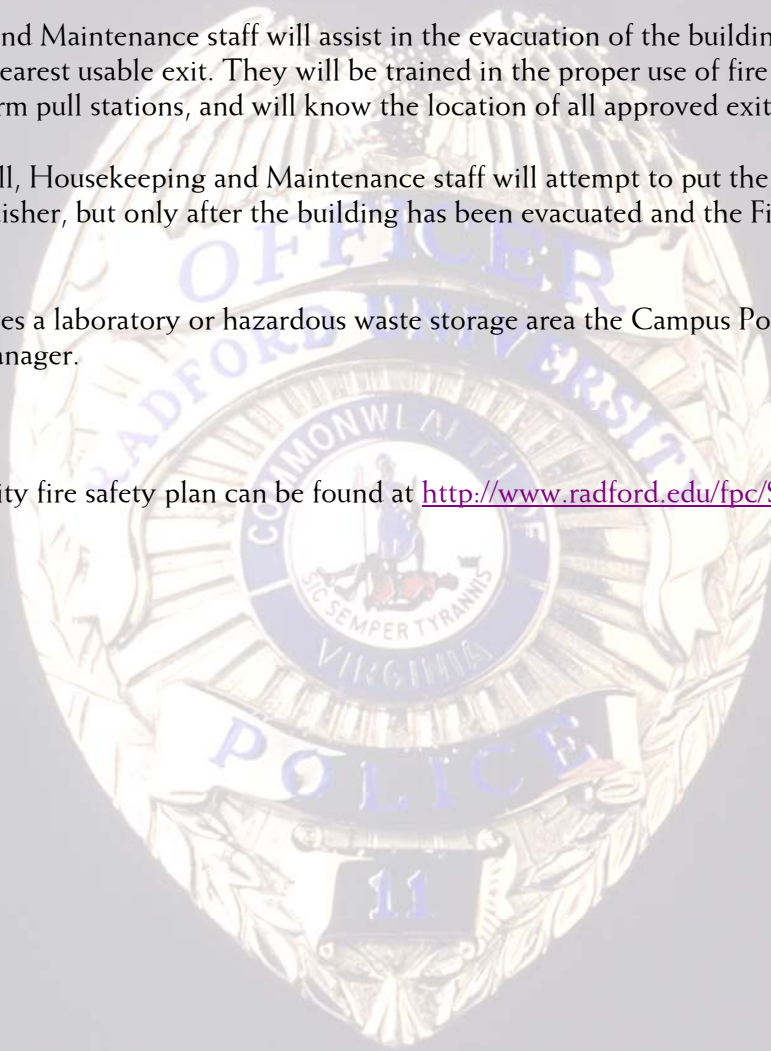 nd Maintenance staff will assist in the evacuation of the buildin
earest usable exit. They will be trained in the proper use of fire
rm pull stations, and will know the location of all approved exit
ll, Housekeeping and Maintenance staff will attempt to put the
isher, but only after the building has been evacuated and the Fi
es a laboratory or hazardous waste storage area the Campus Po
anager.
ity fire safety plan can be found at http://www.radford.edu/fpc/S
OFFICER
RADFORD UNIVERSITY
COMMONWEALTH OF
SIC SEMPER TYRANNIS
VIRGINIA
POLICE
11